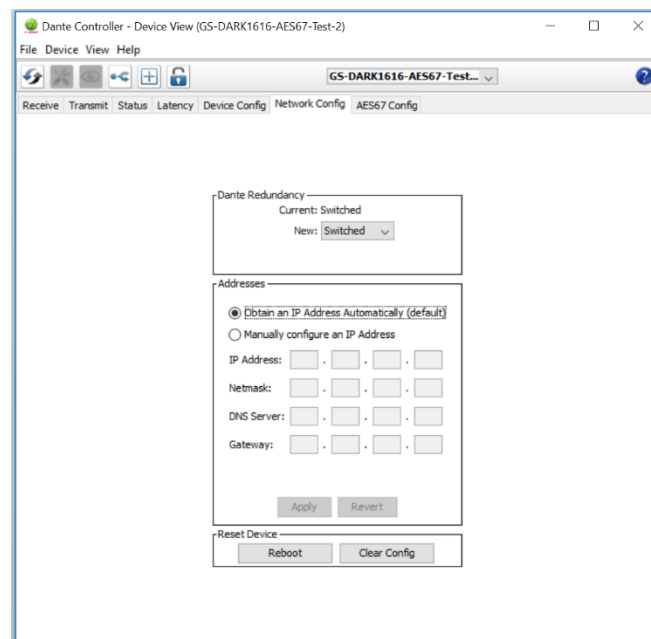 Dante Controller - Device View (GS-DARK1616-AES67-Test-2)
File Device View Help
GS-DARK1616-AES67-Test...
Receive Transmit Status Latency Device Config Network Config AES67 Config
Dante Redundancy
Current: Switched
New: Switched
Addresses
Obtain an IP Address Automatically (default)
Manually configure an IP Address
IP Address: . . .
Netmask: . . .
DNS Server: . . .
Gateway: . . .
Apply Revert
Reset Device
Reboot Clear Config